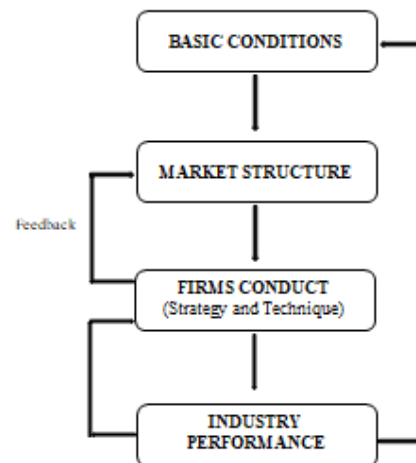 BASIC CONDITIONS
MARKET STRUCTURE
Feedback
FIRMS CONDUCT
(Strategy and Technique)
INDUSTRY
PERFORMANCE